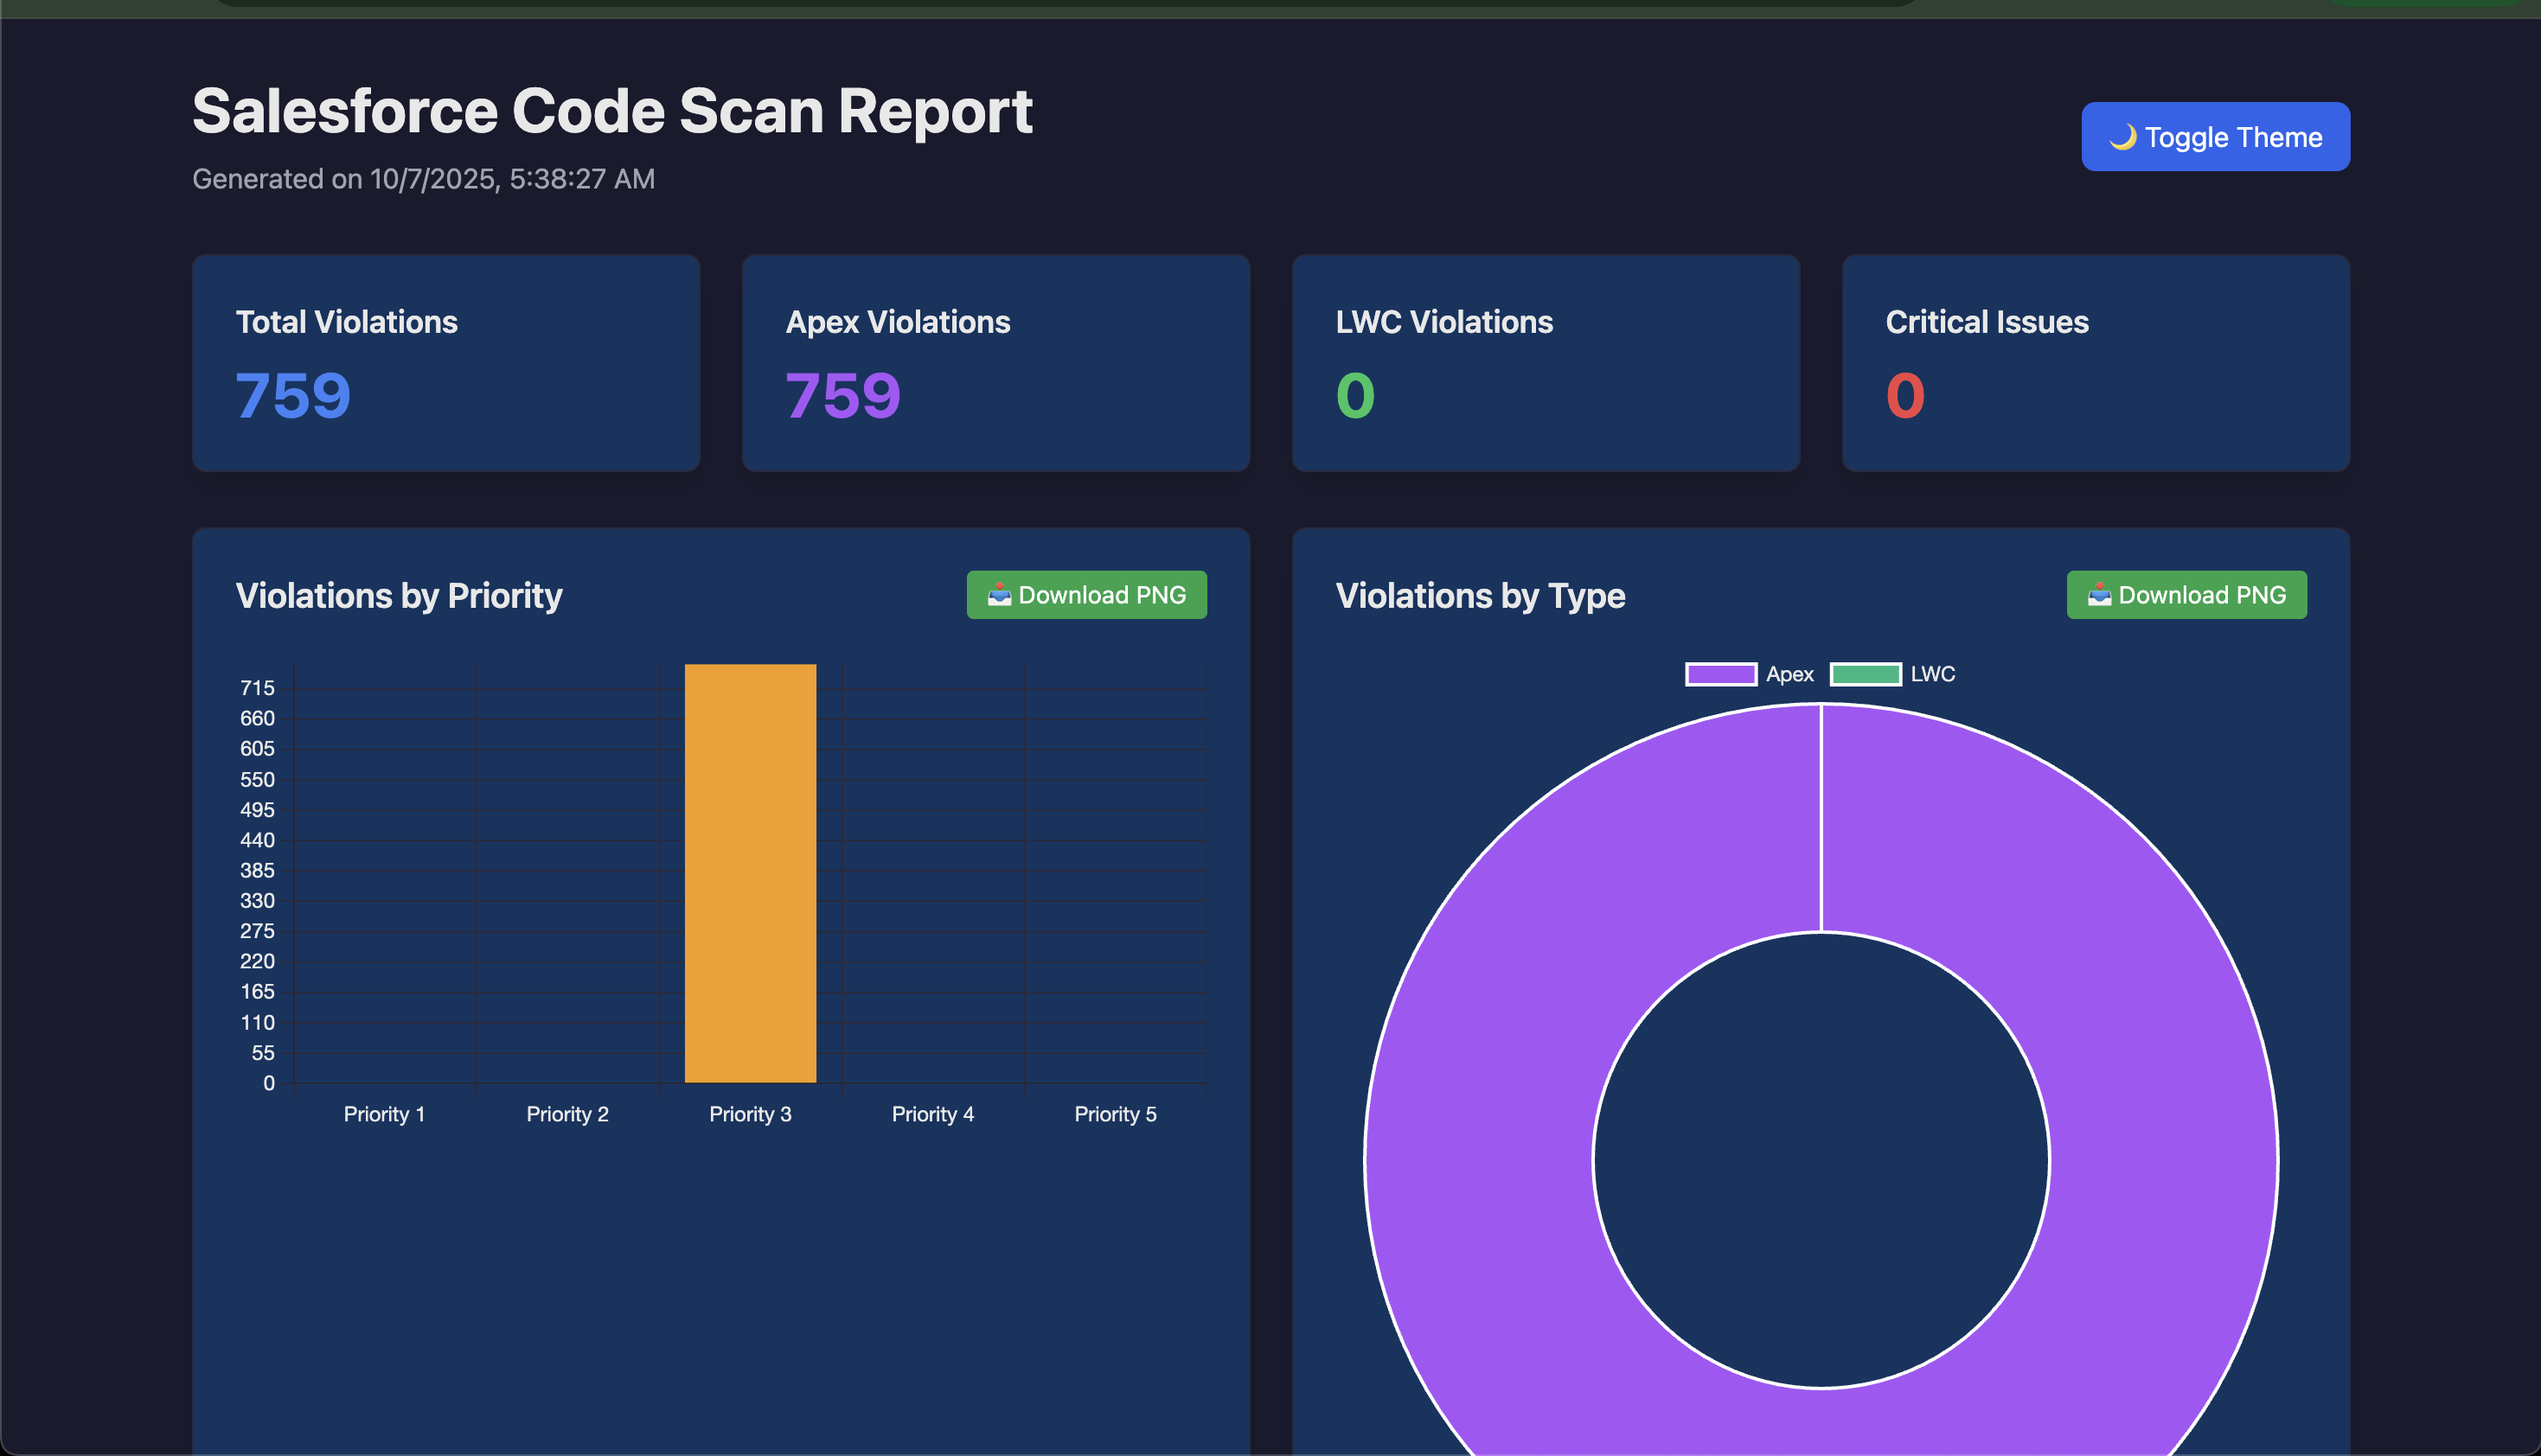 Salesforce Code Scan Report
Generated on 10/7/2025, 5:38:27 AM
🌙 Toggle Theme
Total Violations
759
Apex Violations
759
LWC Violations
0
Critical Issues
0
Violations by Priority
📥 Download PNG
715
660
605
550
495
440
385
330
275
220
165
110
55
0
Priority 1
Priority 2
Priority 3
Priority 4
Priority 5
Violations by Type
📥 Download PNG
Apex
LWC